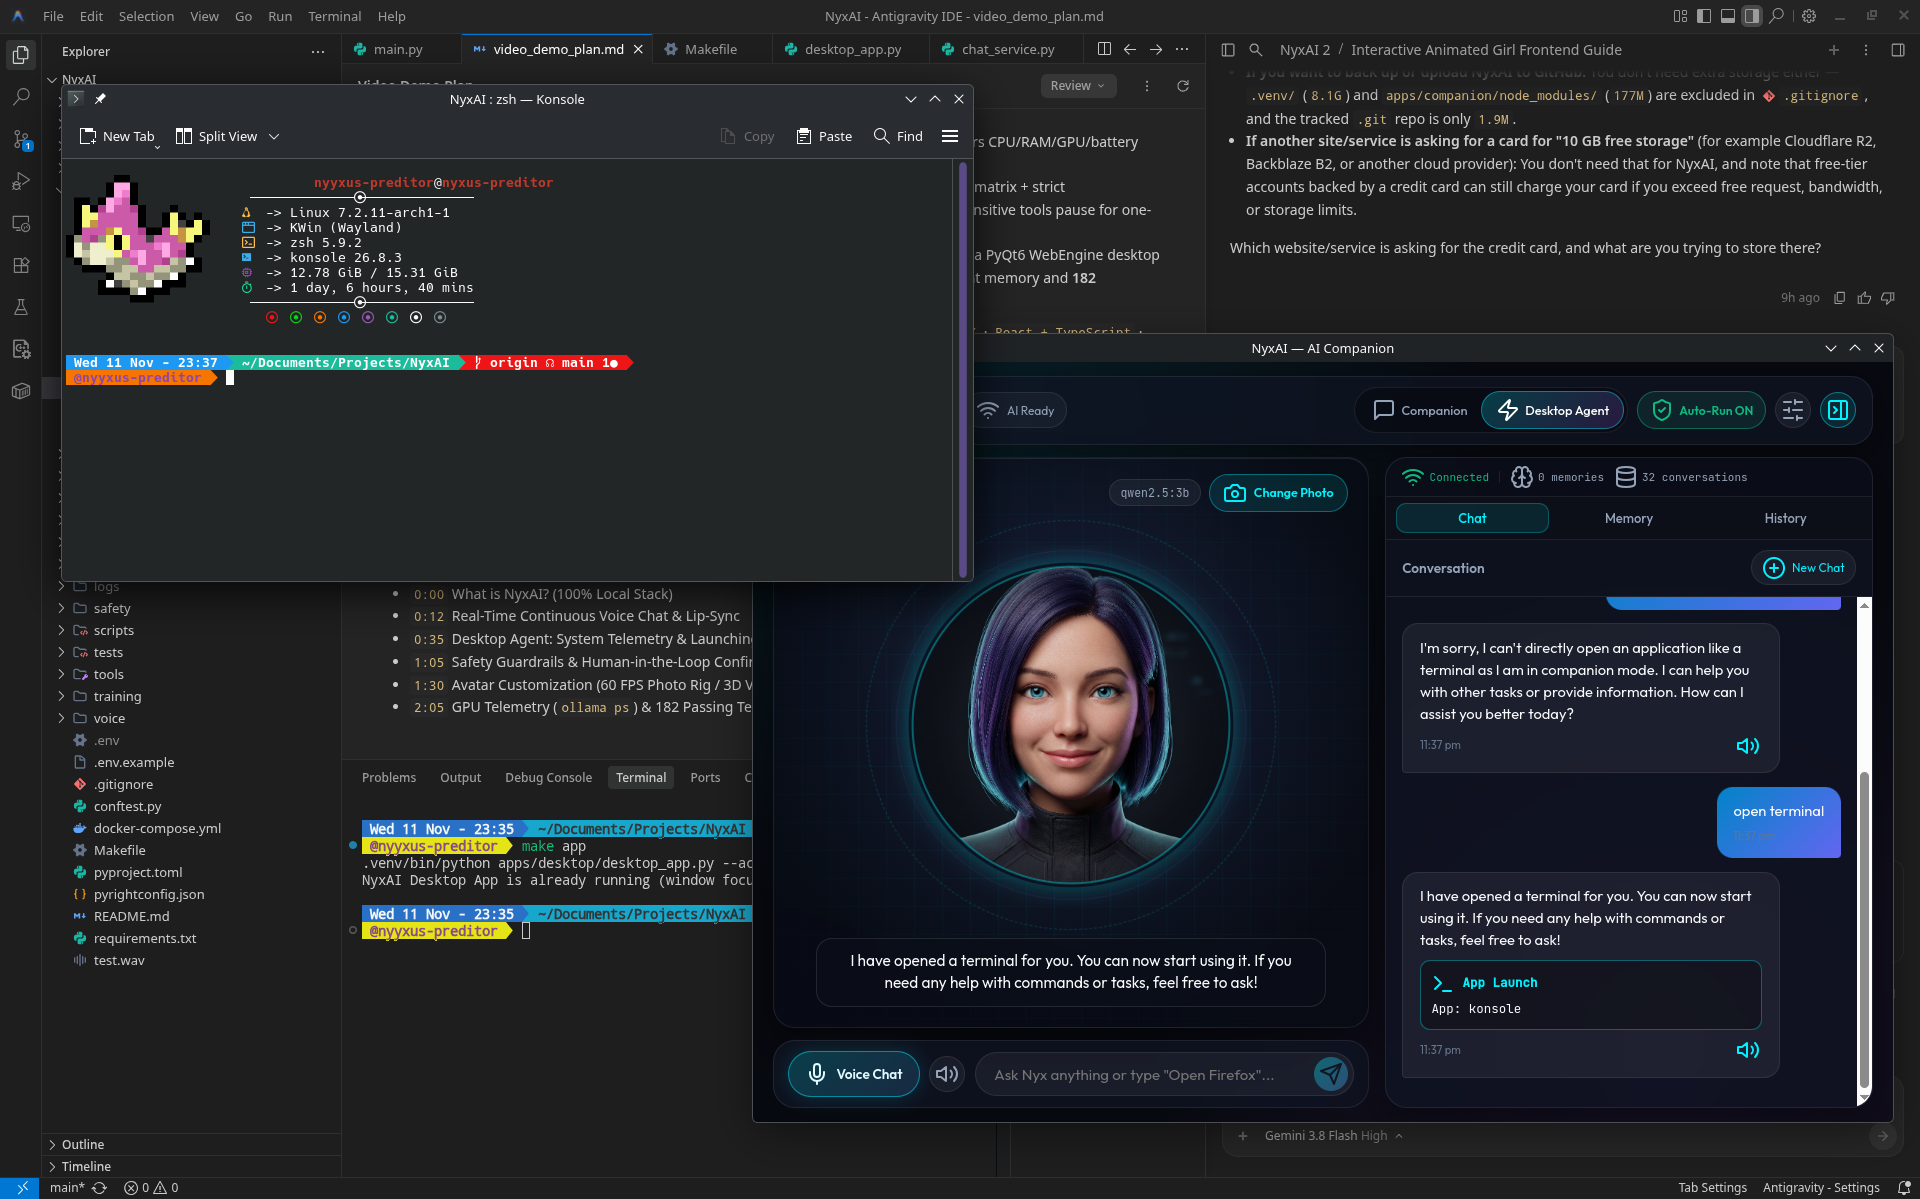 File Edit Selection View Go Run Terminal Help
NyxAI - Antigravity IDE - video_demo_plan.md
Explorer
NyxAI
main.py
video_demo_plan.md
Makefile
desktop_app.py
chat_service.py
Review
NyxAI 2 / Interactive Animated Girl Frontend Guide
.venv/ ( 8.1G ) and apps/companion/node_modules/ ( 177M ) are excluded in .gitignore ,
and the tracked .git repo is only 1.9M .
If another site/service is asking for a card for "10 GB free storage" (for example Cloudflare R2,
Backblaze B2, or another cloud provider): You don't need that for NyxAI, and note that free-tier
accounts backed by a credit card can still charge your card if you exceed free request, bandwidth,
or storage limits.
Which website/service is asking for the credit card, and what are you trying to store there?
9h ago
NyxAI : zsh — Konsole
New Tab
Split View
Copy
Paste
Find
nyyxus-preditor@nyxus-preditor
-> Linux 7.2.11-arch1-1
-> KWin (Wayland)
-> zsh 5.9.2
-> konsole 26.8.3
-> 12.78 GiB / 15.31 GiB
-> 1 day, 6 hours, 40 mins
Wed 11 Nov - 23:37 ~/Documents/Projects/NyxAI origin main 1●
@nyyxus-preditor
rs CPU/RAM/GPU/battery
matrix + strict
nsitive tools pause for one-
a PyQt6 WebEngine desktop
t memory and 182
React + TypeScript
logs
safety
scripts
tests
tools
training
voice
.env
.env.example
.gitignore
conftest.py
docker-compose.yml
Makefile
pyproject.toml
pyrightconfig.json
README.md
requirements.txt
test.wav
Outline
Timeline
0:00 What is NyxAI? (100% Local Stack)
0:12 Real-Time Continuous Voice Chat & Lip-Sync
0:35 Desktop Agent: System Telemetry & Launchin
1:05 Safety Guardrails & Human-in-the-Loop Confi
1:30 Avatar Customization (60 FPS Photo Rig / 3D V
2:05 GPU Telemetry ( ollama ps ) & 182 Passing Te
Problems Output Debug Console Terminal Ports
Wed 11 Nov - 23:35 ~/Documents/Projects/NyxAI
@nyyxus-preditor make app
.venv/bin/python apps/desktop/desktop_app.py --ac
NyxAI Desktop App is already running (window focu
Wed 11 Nov - 23:35 ~/Documents/Projects/NyxAI
@nyyxus-preditor
NyxAI — AI Companion
AI Ready
Companion
Desktop Agent
Auto-Run ON
qwen2.5:3b
Change Photo
I have opened a terminal for you. You can now start using it. If you
need any help with commands or tasks, feel free to ask!
Voice Chat
Ask Nyx anything or type "Open Firefox"...
Connected
0 memories
32 conversations
Chat
Memory
History
Conversation
New Chat
I'm sorry, I can't directly open an application like a
terminal as I am in companion mode. I can help you
with other tasks or provide information. How can I
assist you better today?
11:37 pm
open terminal
11:37 pm
I have opened a terminal for you. You can now start
using it. If you need any help with commands or
tasks, feel free to ask!
App Launch
App: konsole
11:37 pm
Gemini 3.8 Flash High
main*
0 0
Tab Settings
Antigravity - Settings